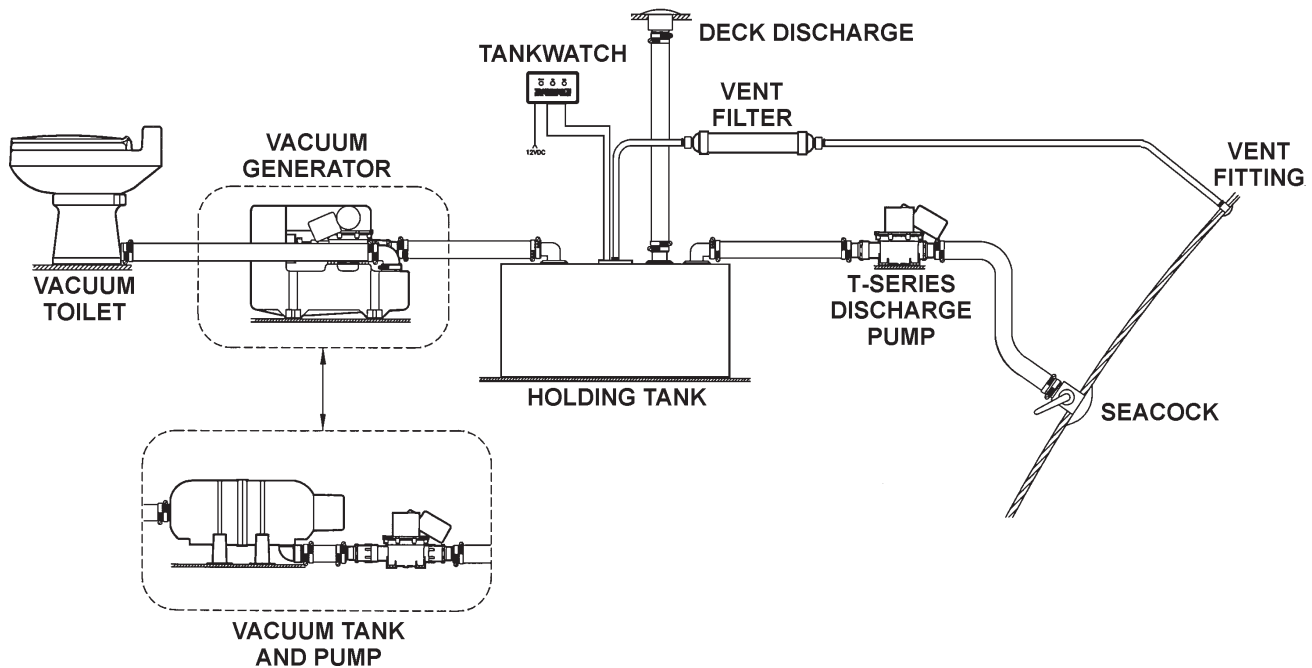 DECK DISCHARGE
TANKWATCH
VENT
FILTER
12VDC
VACUUM
GENERATOR
VENT
FITTING
VACUUM
TOILET
T-SERIES
DISCHARGE
PUMP
HOLDING TANK
SEACOCK
VACUUM TANK
AND PUMP